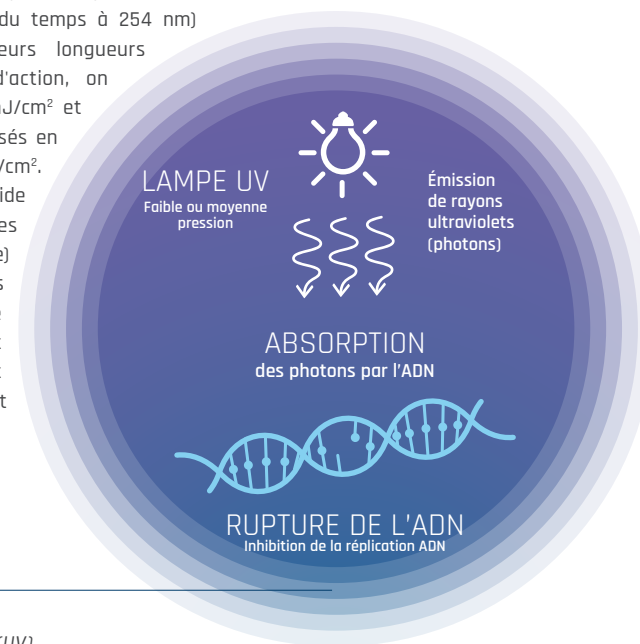 du temps à 254 nm)
eurs longueurs
d'action, on
J/cm² et
sés en
/cm².
ide
es
e)
s
t
LAMPE UV
Faible ou moyenne
pression
Émission
de rayons
ultraviolets
(photons)
ABSORPTION
des photons par l'ADN
RUPTURE DE L'ADN
Inhibition de la réplication ADN